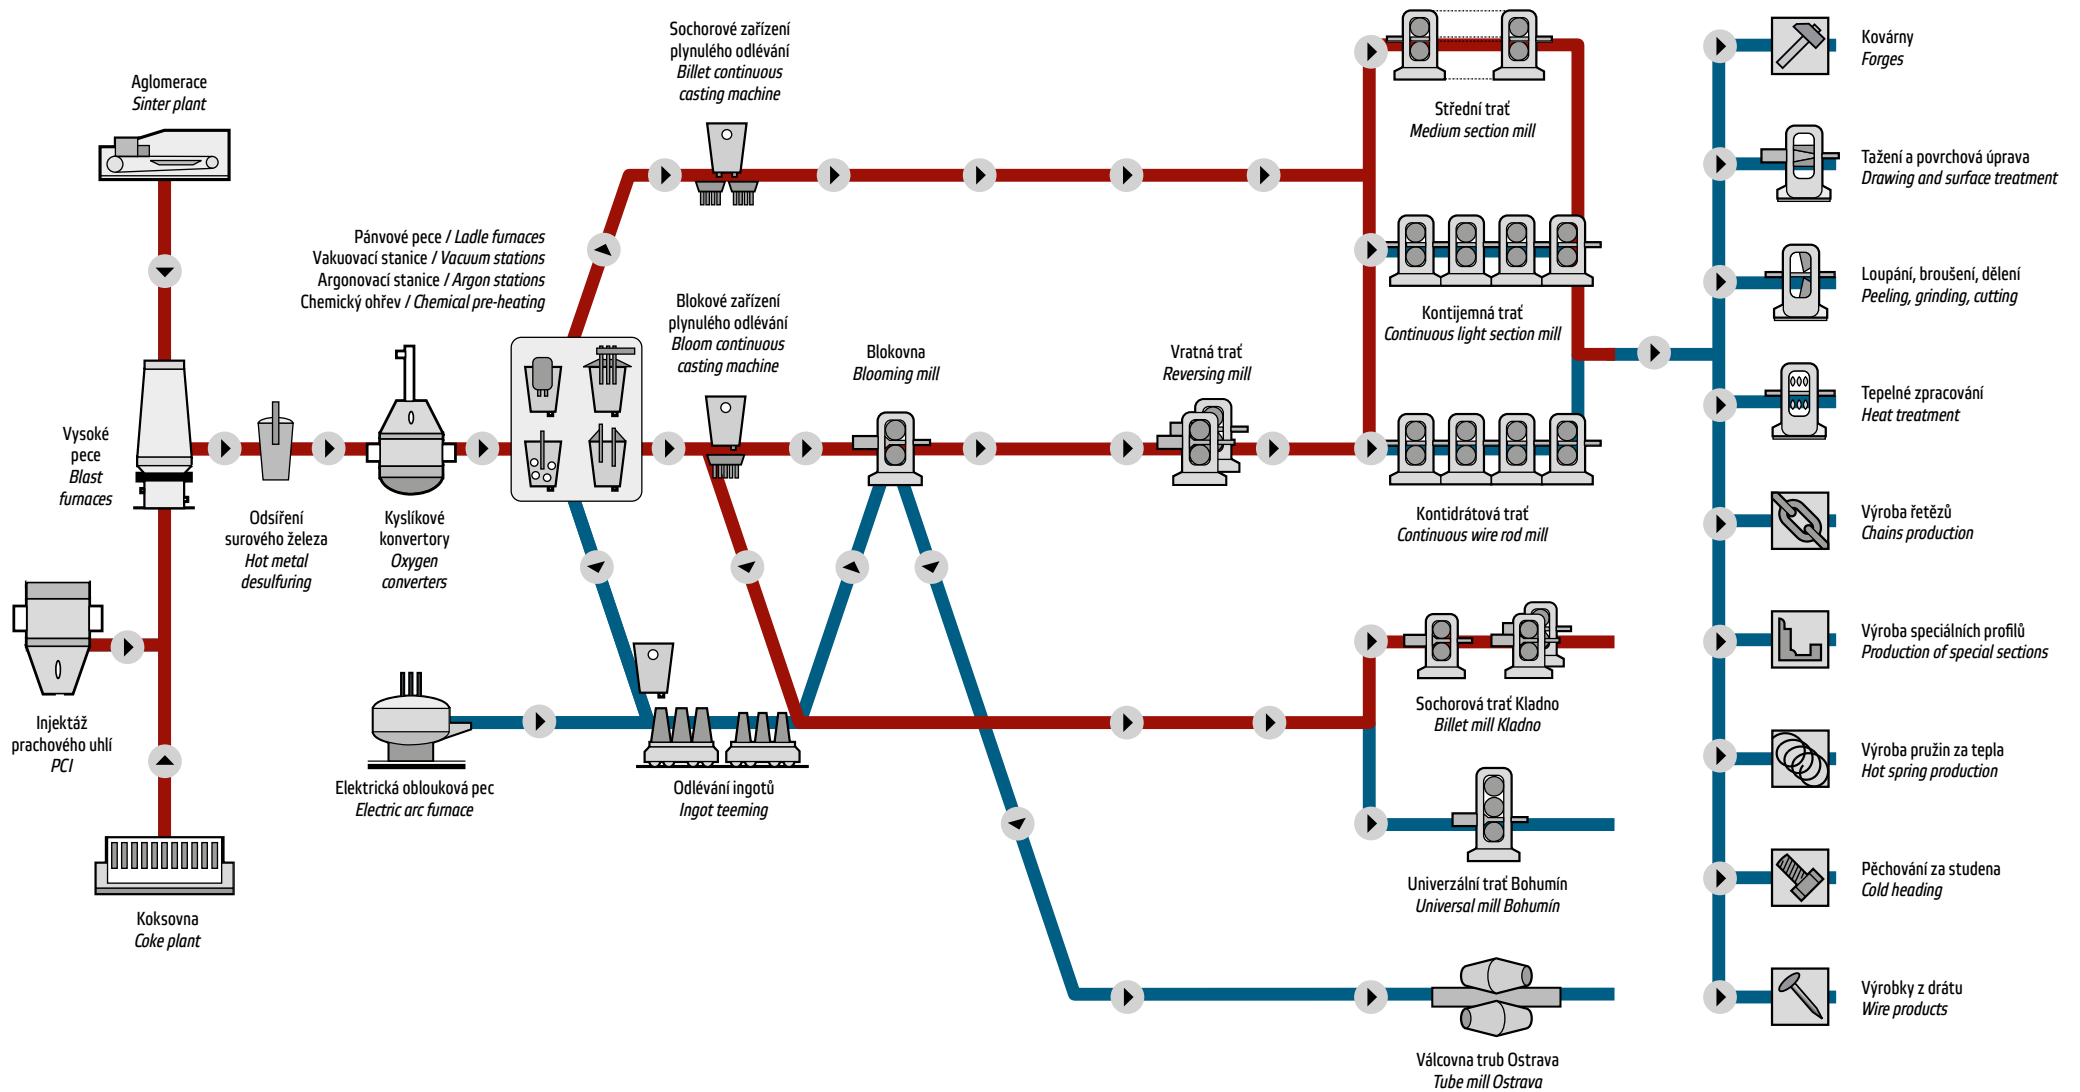 Aglomerace
Sinter plant
Vysoké
pece
Blast
furnaces
Injektáž
prachového uhlí
PCI
Koksovna
Coke plant
Odsíření
surového železa
Hot metal
desulfuring
Kyslíkové
konvertory
Oxygen
converters
Pánvové pece / Ladle furnaces
Vakuovací stanice / Vacuum stations
Argonovací stanice / Argon stations
Chemický ohřev / Chemical pre-heating
Elektrická oblouková pec
Electric arc furnace
Sochorové zařízení
plynulého odlévání
Billet continuous
casting machine
Blokové zařízení
plynulého odlévání
Bloom continuous
casting machine
Odlévání ingotů
Ingot teeming
Blokovna
Blooming mill
Vratná trať
Reversing mill
Střední trať
Medium section mill
Kontijemná trať
Continuous light section mill
Kontidrátová trať
Continuous wire rod mill
Sochorová trať Kladno
Billet mill Kladno
Univerzální trať Bohumín
Universal mill Bohumín
Válcovna trub Ostrava
Tube mill Ostrava
Kovárny
Forges
Tažení a povrchová úprava
Drawing and surface treatment
Loupání, broušení, dělení
Peeling, grinding, cutting
Tepelné zpracování
Heat treatment
Výroba řetězů
Chains production
Výroba speciálních profilů
Production of special sections
Výroba pružin za tepla
Hot spring production
Pěchování za studena
Cold heading
Výrobky z drátu
Wire products